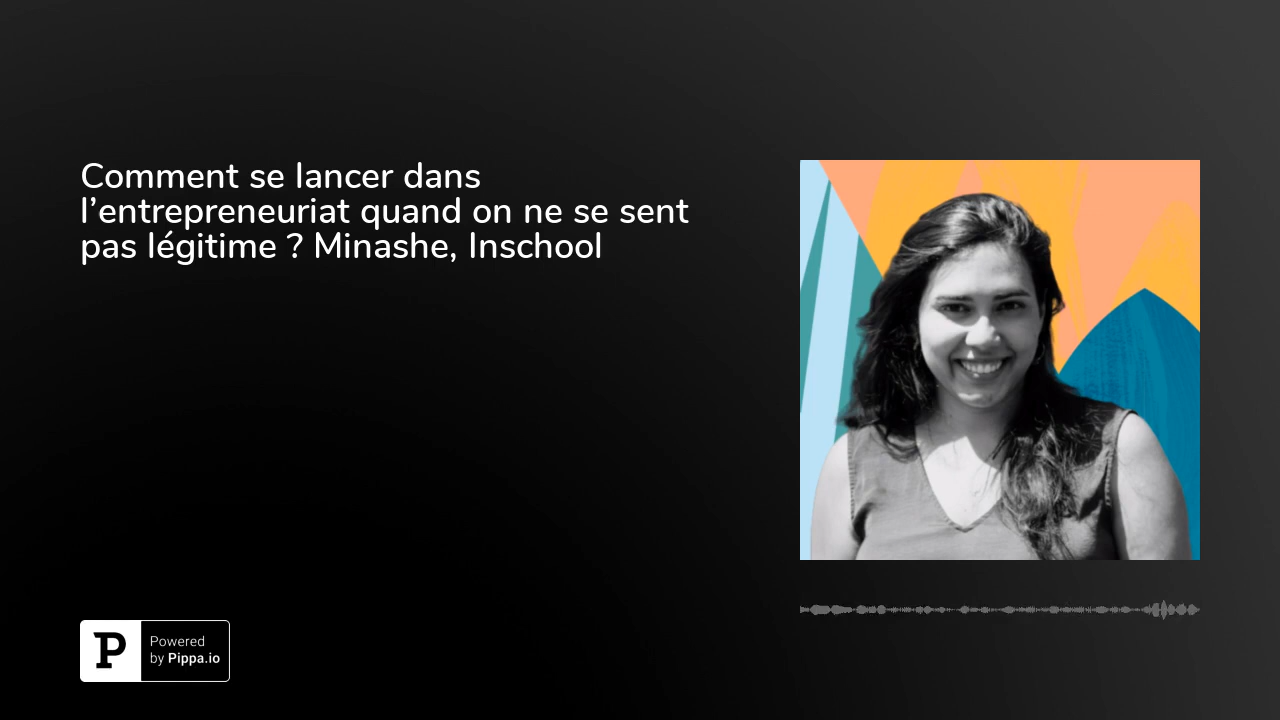 Comment se lancer dans
l’entrepreneuriat quand on ne se sent
pas légitime ? Minashe, Inschool
P
Powered
by Pippa.io